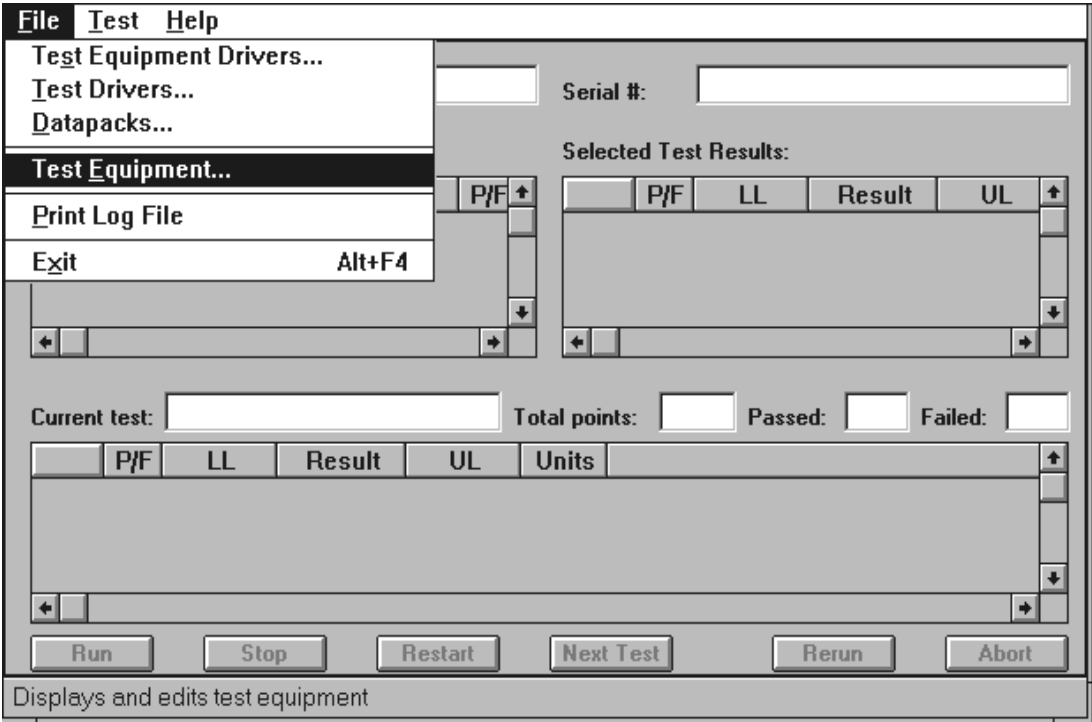 File Test Help
Test Equipment Drivers...
Test Drivers...
Datapacks...
Test Equipment...
Print Log File
Exit Alt+F4
Serial #:
Selected Test Results:
P/F
P/F LL Result UL
Current test: Total points: Passed: Failed:
P/F LL Result UL Units
Run Stop Restart Next Test Rerun Abort
Displays and edits test equipment